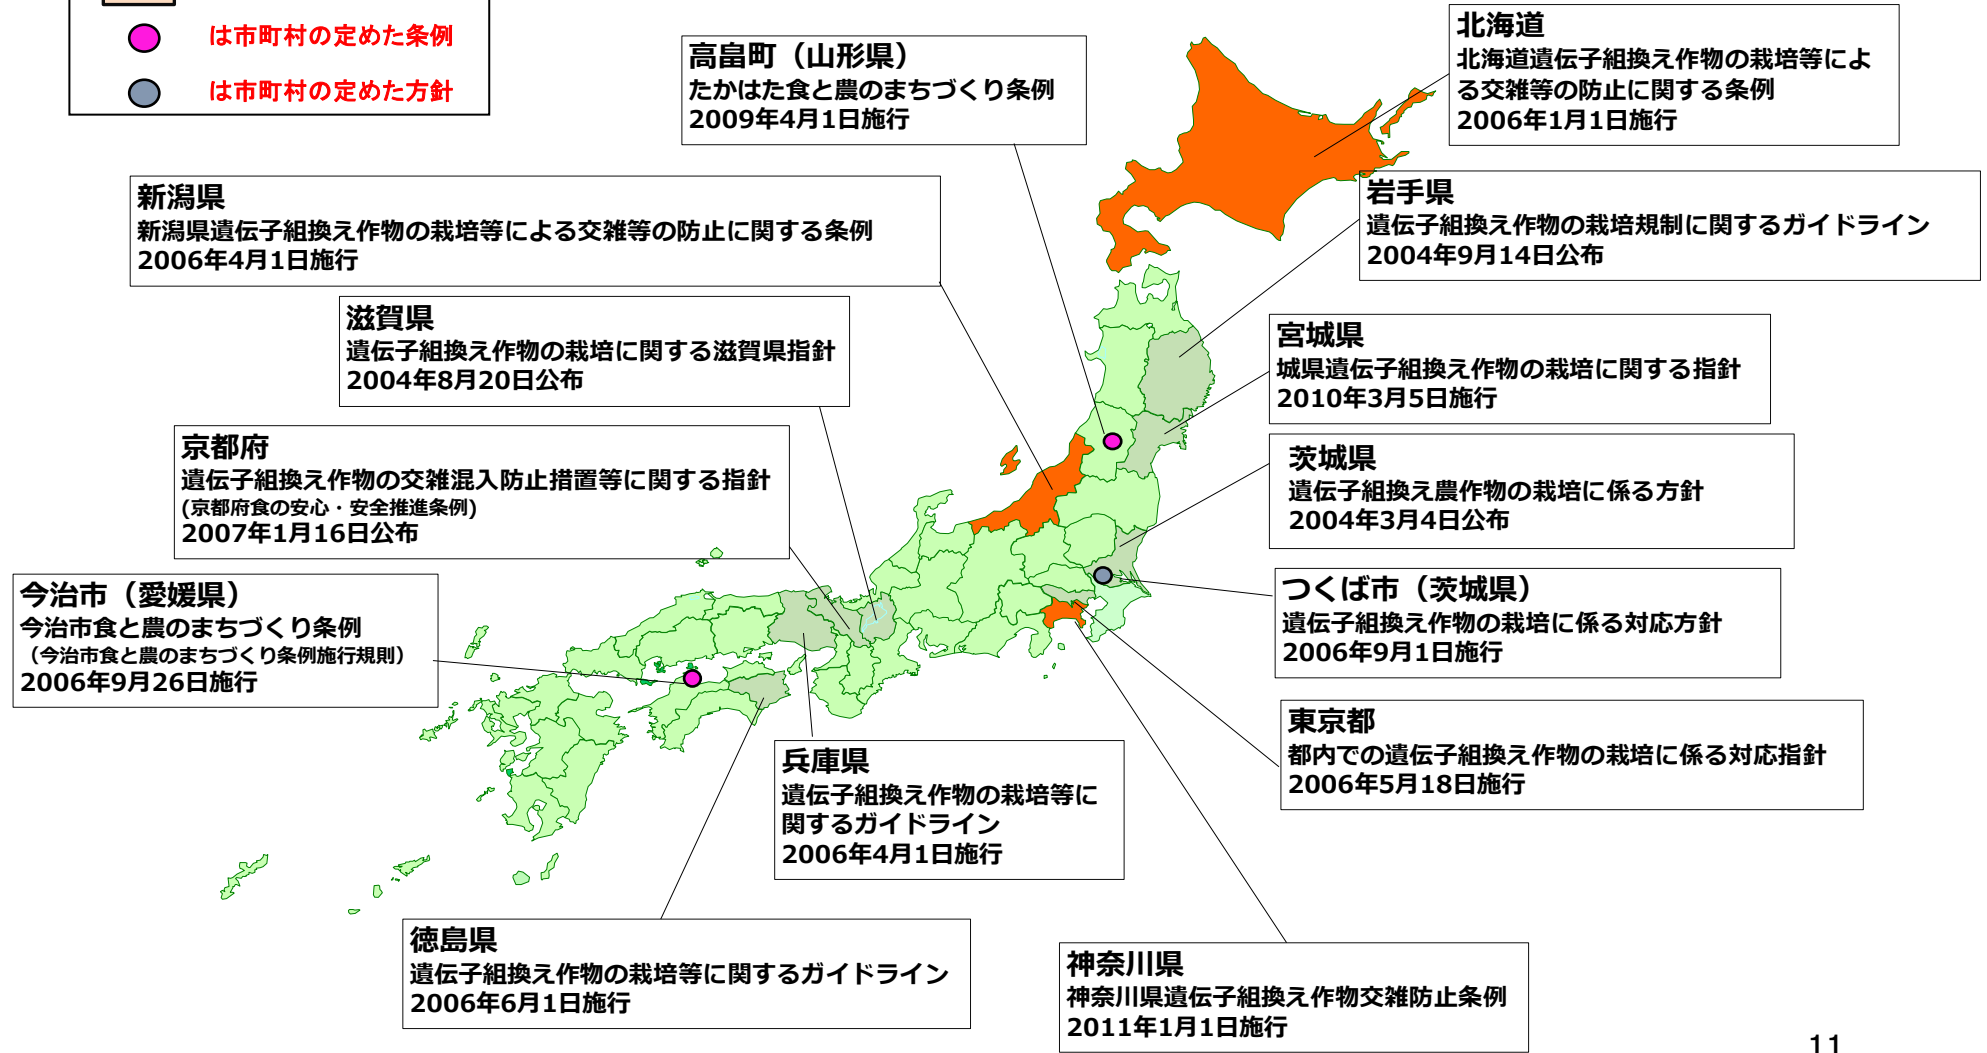 は市町村の定めた条例
は市町村の定めた方針
高畠町（山形県）
たかはた食と農のまちづくり条例
2009年4月1日施行
北海道
北海道遺伝子組換え作物の栽培等によ
る交雑等の防止に関する条例
2006年1月1日施行
新潟県
新潟県遺伝子組換え作物の栽培等による交雑等の防止に関する条例
2006年4月1日施行
岩手県
遺伝子組換え作物の栽培規制に関するガイドライン
2004年9月14日公布
滋賀県
遺伝子組換え作物の栽培に関する滋賀県指針
2004年8月20日公布
宮城県
城県遺伝子組換え作物の栽培に関する指針
2010年3月5日施行
京都府
遺伝子組換え作物の交雑混入防止措置等に関する指針
(京都府食の安心・安全推進条例)
2007年1月16日公布
茨城県
遺伝子組換え農作物の栽培に係る方針
2004年3月4日公布
今治市（愛媛県）
今治市食と農のまちづくり条例
（今治市食と農のまちづくり条例施行規則）
2006年9月26日施行
つくば市（茨城県）
遺伝子組換え作物の栽培に係る対応方針
2006年9月1日施行
東京都
都内での遺伝子組換え作物の栽培に係る対応指針
2006年5月18日施行
兵庫県
遺伝子組換え作物の栽培等に
関するガイドライン
2006年4月1日施行
徳島県
遺伝子組換え作物の栽培等に関するガイドライン
2006年6月1日施行
神奈川県
神奈川県遺伝子組換え作物交雑防止条例
2011年1月1日施行
11